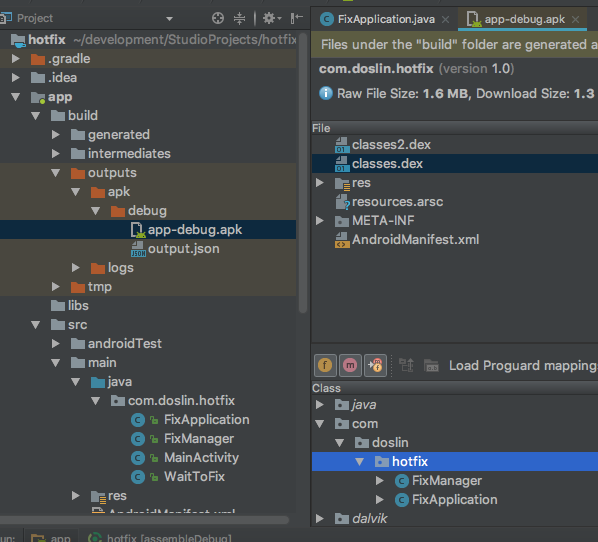 Project
hotfix ~/development/StudioProjects/hotfix
.gradle
.idea
app
build
generated
intermediates
outputs
apk
debug
app-debug.apk
output.json
logs
tmp
libs
src
androidTest
main
java
com.doslin.hotfix
FixApplication
FixManager
MainActivity
WaitToFix
res
AndroidManifest.xml
FixApplication.java
app-debug.apk
Files under the "build" folder are generated a
com.doslin.hotfix (version 1.0)
Raw File Size: 1.6 MB, Download Size: 1.3
File
classes2.dex
classes.dex
res
resources.arsc
META-INF
AndroidManifest.xml
Load Proguard mappings
Class
java
com
doslin
hotfix
FixManager
FixApplication
dalvik
un:
app
hotfix [assembleDebug]